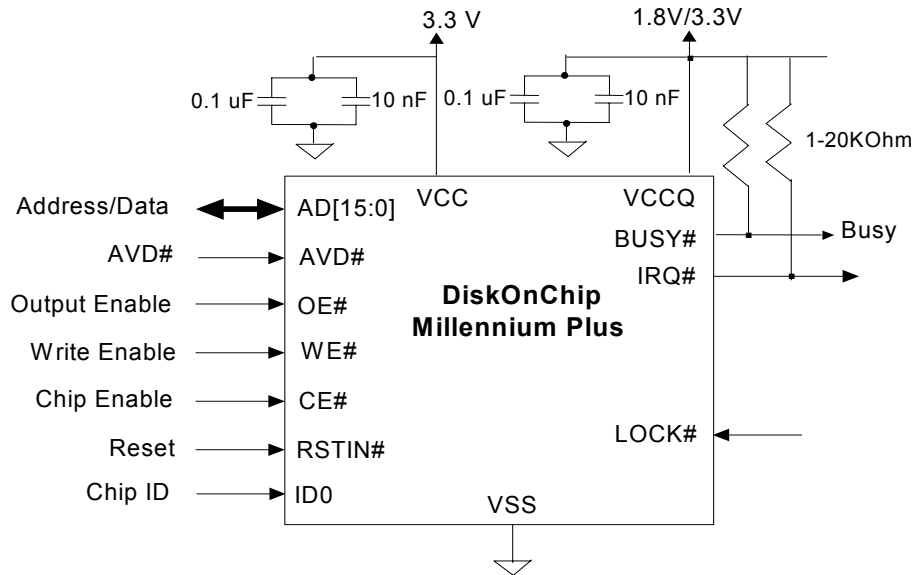 3.3 V
1.8V/3.3V
0.1 uF
10 nF
0.1 uF
10 nF
1-20KOhm
VCC
VCCQ
Address/Data
AD[15:0]
BUSY#
Busy
AVD#
AVD#
IRQ#
Output Enable
OE#
DiskOnChip
Millennium Plus
Write Enable
WE#
Chip Enable
CE#
LOCK#
Reset
RSTIN#
Chip ID
ID0
VSS